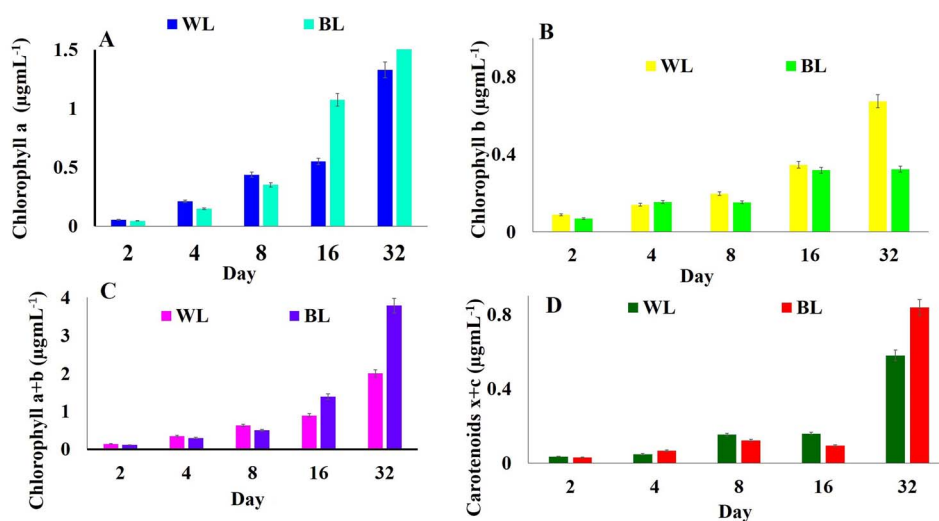 A
WL
BL
Chlorophyll a (µgmL⁻¹)
1.5
1
0.5
0
2 4 8 16 32
Day
B
WL
BL
Chlorophyll b (µgmL⁻¹)
0.8
0.4
0
2 4 8 16 32
Day
C
WL
BL
Chlorophyll a+b (µgmL⁻¹)
4
3
2
1
0
2 4 8 16 32
Day
D
WL
BL
Carotenoids x+c (µgmL⁻¹)
0.8
0.4
0
2 4 8 16 32
Day